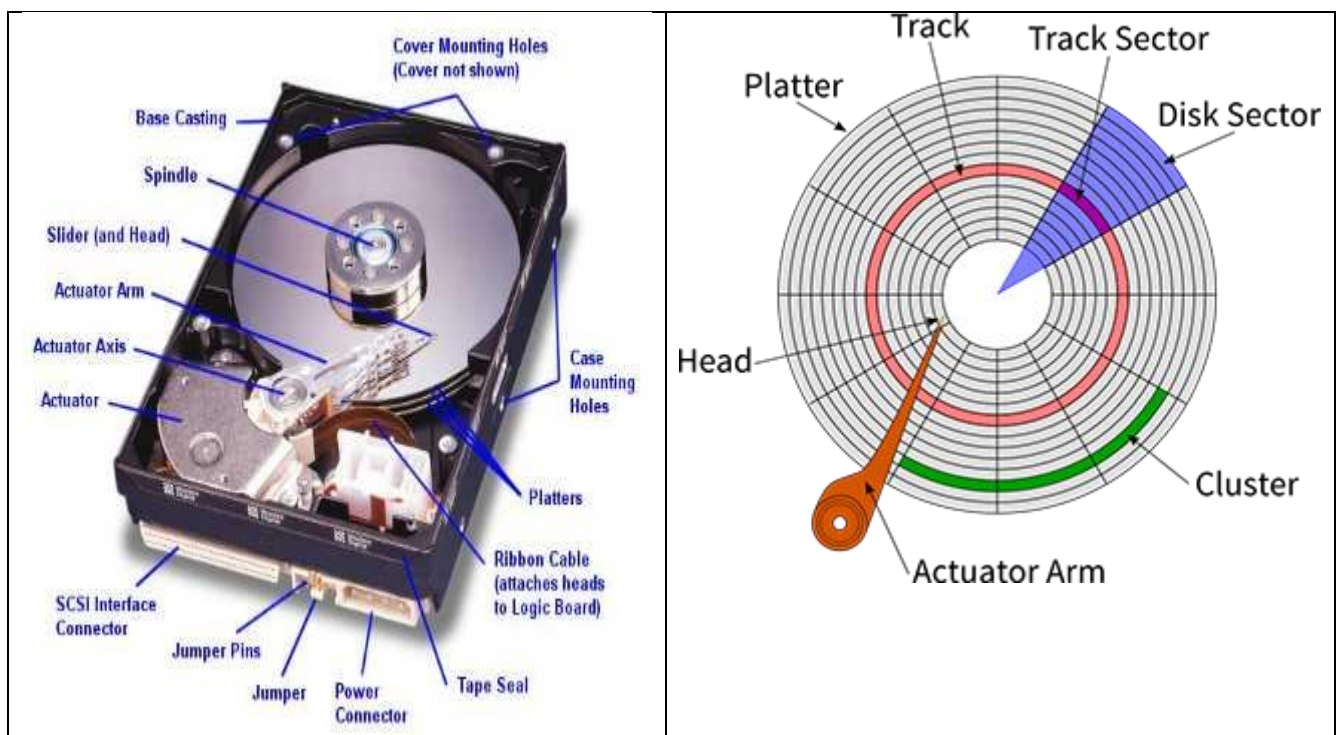 Cover Mounting Holes
(Cover not shown)
Base Casting
Spindle
Slider (and Head)
Actuator Arm
Actuator Axis
Actuator
Case
Mounting
Holes
Platters
Ribbon Cable
(attaches heads
to Logic Board)
SCSI Interface
Connector
Jumper Pins
Jumper
Power
Connector
Tape Seal
Track
Track Sector
Platter
Disk Sector
Head
Cluster
Actuator Arm